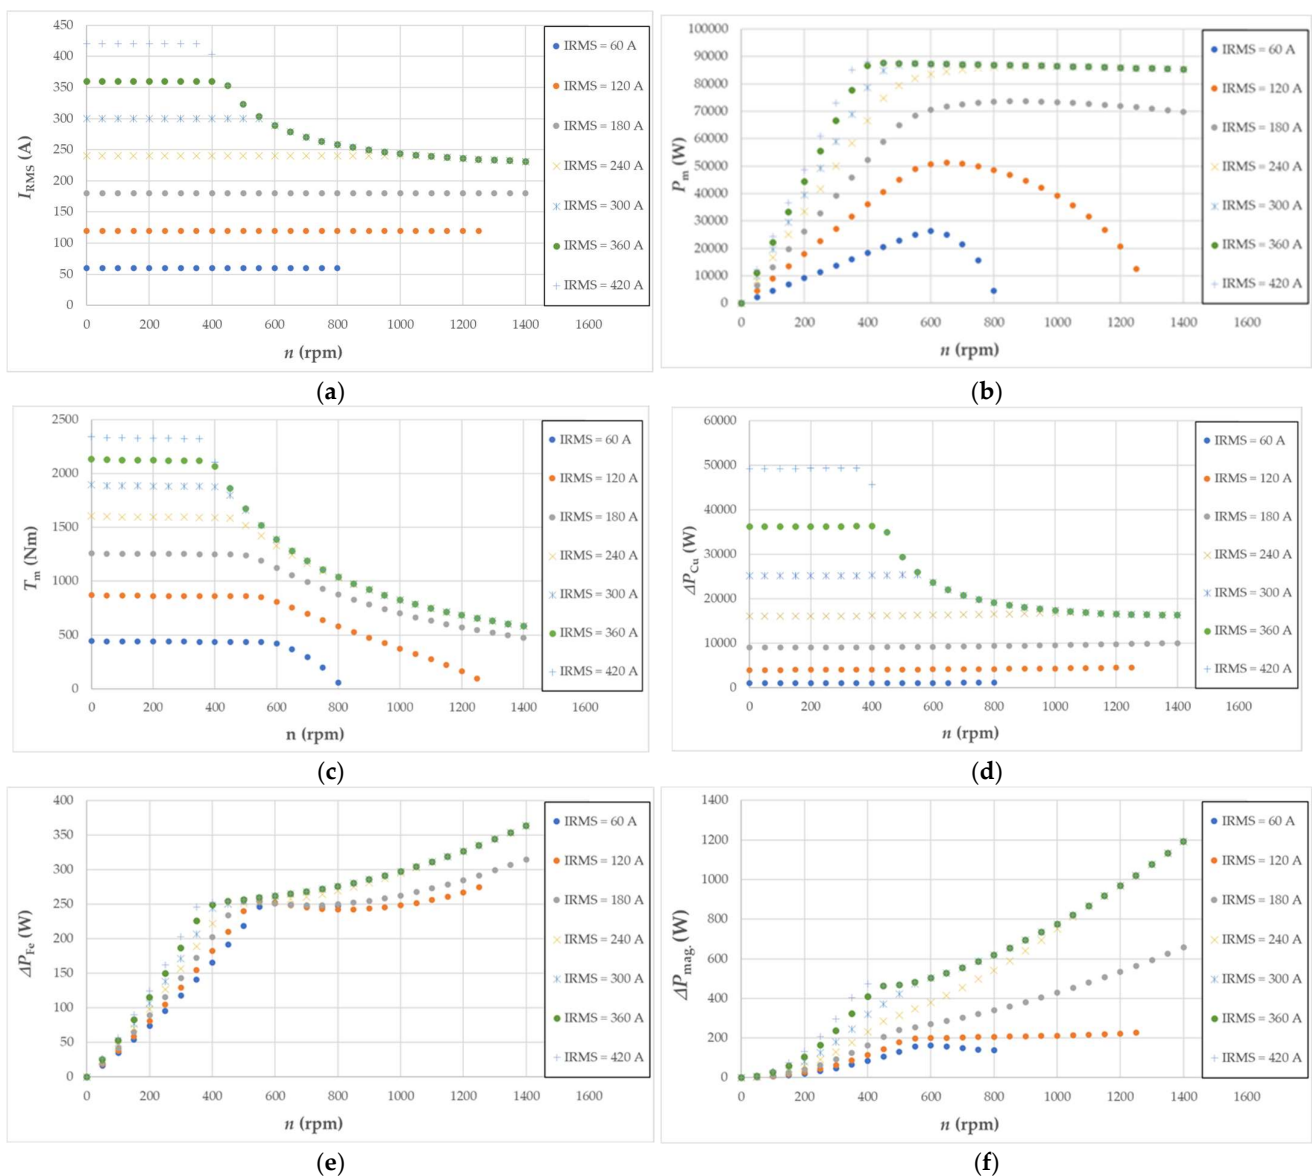 450
400
350
300
250
200
150
100
50
0
I_RMS (A)
0 200 400 600 800 1000 1200 1400 1600
n (rpm)
IRMS = 60 A
IRMS = 120 A
IRMS = 180 A
IRMS = 240 A
IRMS = 300 A
IRMS = 360 A
IRMS = 420 A
(a)
100000
90000
80000
70000
60000
50000
40000
30000
20000
10000
0
P_m (W)
0 200 400 600 800 1000 1200 1400 1600
n (rpm)
IRMS = 60 A
IRMS = 120 A
IRMS = 180 A
IRMS = 240 A
IRMS = 300 A
IRMS = 360 A
IRMS = 420 A
(b)
2500
2000
1500
1000
500
0
T_m (Nm)
0 200 400 600 800 1000 1200 1400 1600
n (rpm)
IRMS = 60 A
IRMS = 120 A
IRMS = 180 A
IRMS = 240 A
IRMS = 300 A
IRMS = 360 A
IRMS = 420 A
(c)
60000
50000
40000
30000
20000
10000
0
ΔP_Cu (W)
0 200 400 600 800 1000 1200 1400 1600
n (rpm)
IRMS = 60 A
IRMS = 120 A
IRMS = 180 A
IRMS = 240 A
IRMS = 300 A
IRMS = 360 A
IRMS = 420 A
(d)
400
350
300
250
200
150
100
50
0
ΔP_Fe (W)
0 200 400 600 800 1000 1200 1400 1600
n (rpm)
IRMS = 60 A
IRMS = 120 A
IRMS = 180 A
IRMS = 240 A
IRMS = 300 A
IRMS = 360 A
IRMS = 420 A
(e)
1400
1200
1000
800
600
400
200
0
ΔP_mag. (W)
0 200 400 600 800 1000 1200 1400 1600
n (rpm)
IRMS = 60 A
IRMS = 120 A
IRMS = 180 A
IRMS = 240 A
IRMS = 300 A
IRMS = 360 A
IRMS = 420 A
(f)